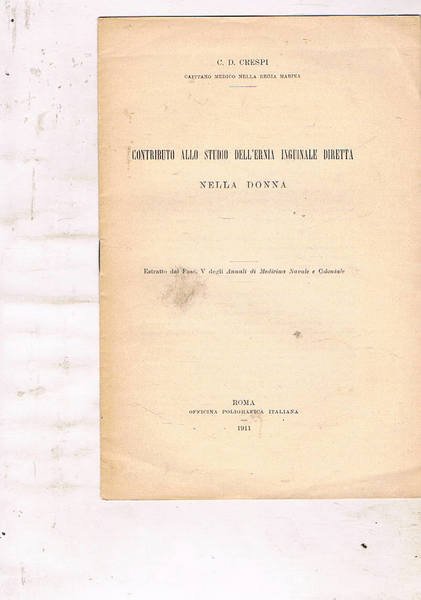 C. D. CRESPI
CAPITANO MEDICO NELLA REGIA MARINA
CONTRIBUTO ALLO STUDIO DELL'ERNIA INGUINALE DIRETTA
NELLA DONNA
Estratto dal Fasc. V degli Annali di Medicina Navale e Coloniale
ROMA
OFFICINA POLIGRAFICA ITALIANA
1911